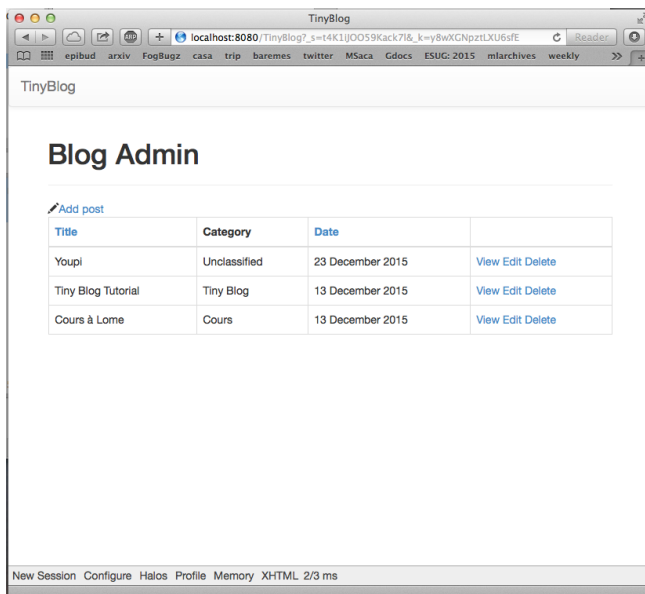 TinyBlog
localhost:8080/TinyBlog?_s=t4K1iJOO59Kack7l&_k=y8wXGNpztLXU6sfE Reader
epibud arxiv FogBugz casa trip baremes twitter MSaca Gdocs ESUG: 2015 mlarchives weekly
TinyBlog
Blog Admin
Add post
Title Category Date
Youpi Unclassified 23 December 2015 View Edit Delete
Tiny Blog Tutorial Tiny Blog 13 December 2015 View Edit Delete
Cours à Lome Cours 13 December 2015 View Edit Delete
New Session Configure Halos Profile Memory XHTML 2/3 ms